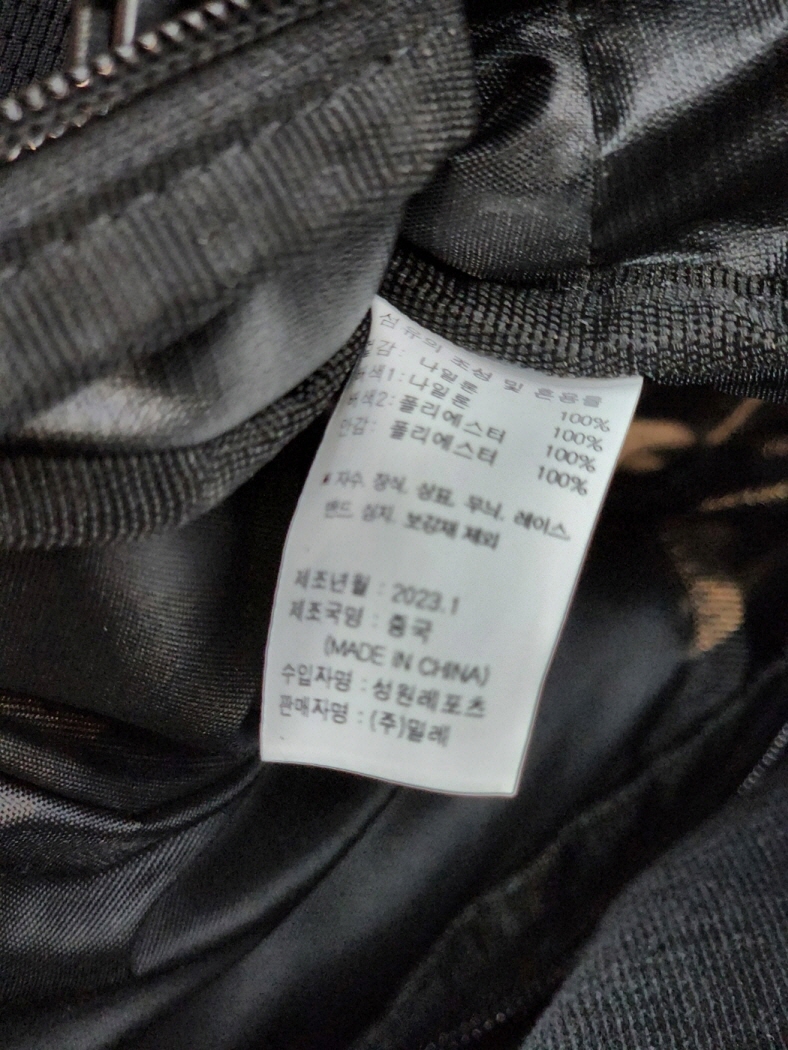 섬유의 조성 및 혼용률
겉감: 나일론 100%
배색1: 나일론 100%
배색2: 폴리에스터 100%
안감: 폴리에스터 100%
* 자수, 장식, 상표, 무늬, 레이스,
밴드, 심지, 보강재 제외
제조년월 : 2023.1
제조국명 : 중국
(MADE IN CHINA)
수입자명 : 성원레포츠
판매자명 : (주)밀레